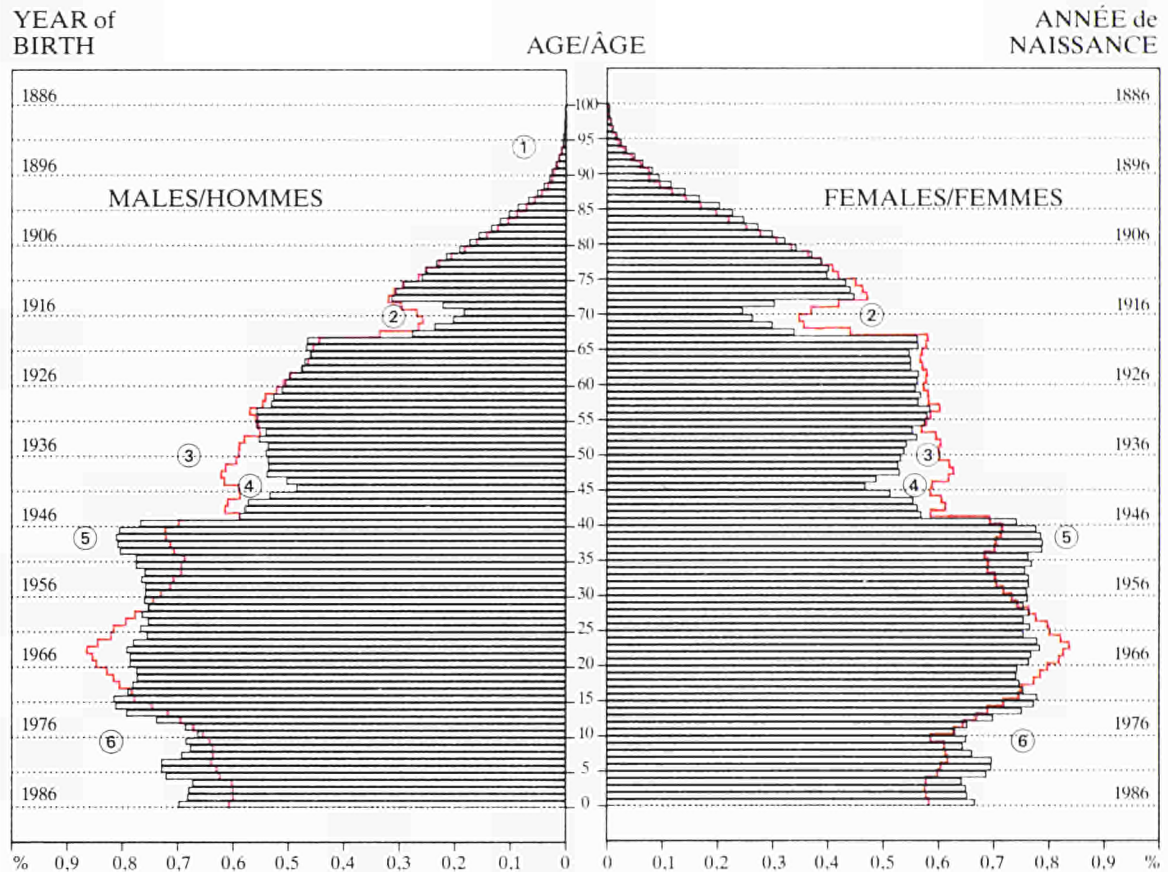 YEAR of
BIRTH
AGE/ÂGE
ANNÉE de
NAISSANCE
1886 100 1886
95
①
1896 90 1896
MALES/HOMMES
FEMALES/FEMMES
85
1906 80 1906
75
1916 1916
② 70 ②
65
1926 60 1926
55
1936 1936
③ 50 ③
④ 45 ④
1946 40 1946
⑤ ⑤
35
1956 30 1956
25
1966 20 1966
15
1976 10 1976
⑥ ⑥
5
1986 0 1986
% 0,9 0,8 0,7 0,6 0,5 0,4 0,3 0,2 0,1 0
0 0,1 0,2 0,3 0,4 0,5 0,6 0,7 0,8 0,9 %